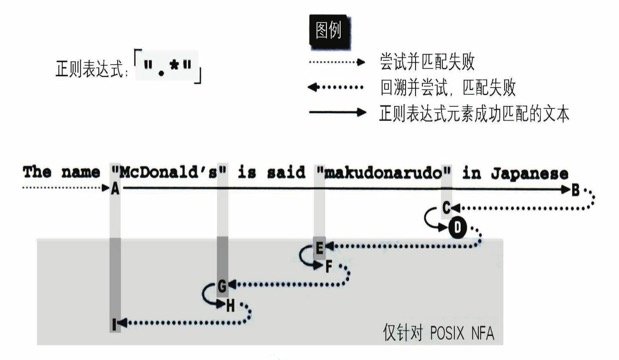 图例
正则表达式：「".*"」
尝试并匹配失败
回溯并尝试，匹配失败
正则表达式元素成功匹配的文本
The name "McDonald's" is said "makudonarudo" in Japanese
A
B
C
D
E
F
G
H
I
仅针对 POSIX NFA